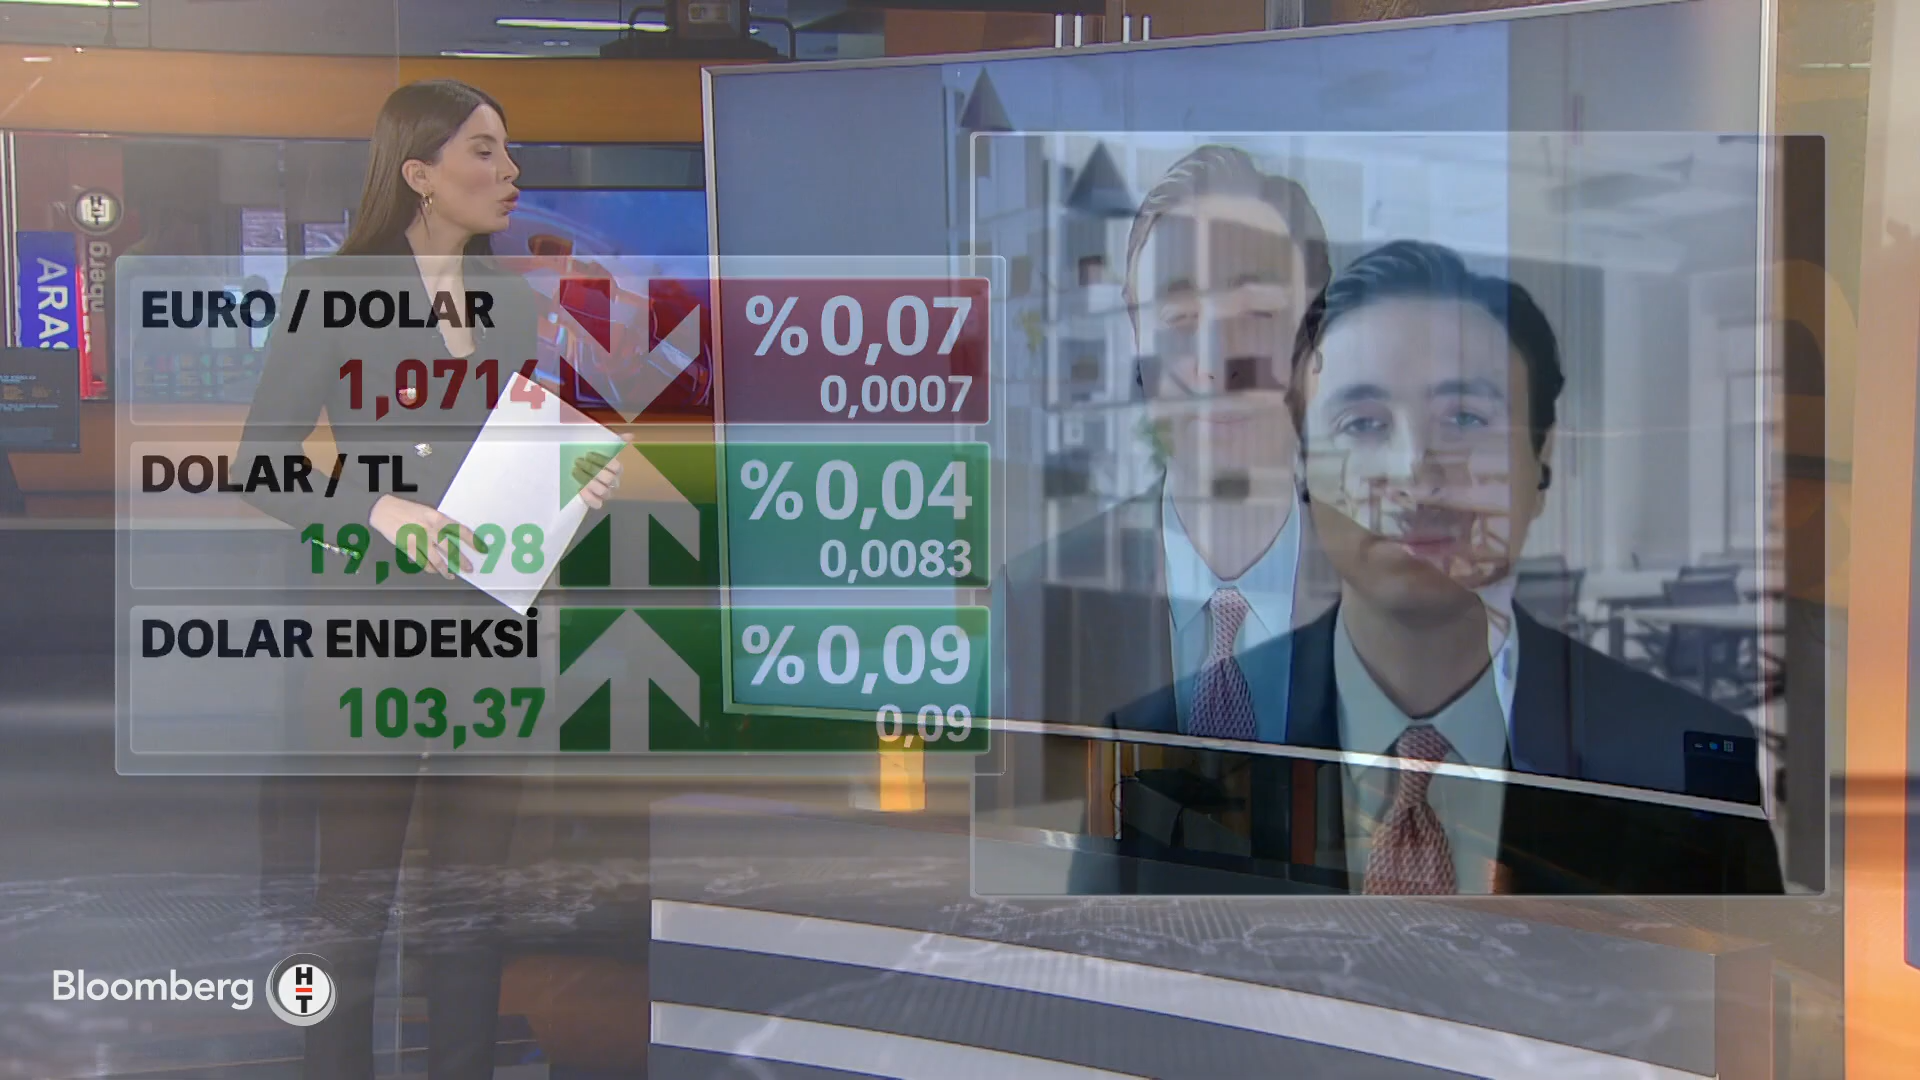 EURO / DOLAR
1,0714
%0,07
0,0007
DOLAR / TL
19,0198
%0,04
0,0083
DOLAR ENDEKSİ
103,37
%0,09
0,09
ARAS
Bloomberg
HT